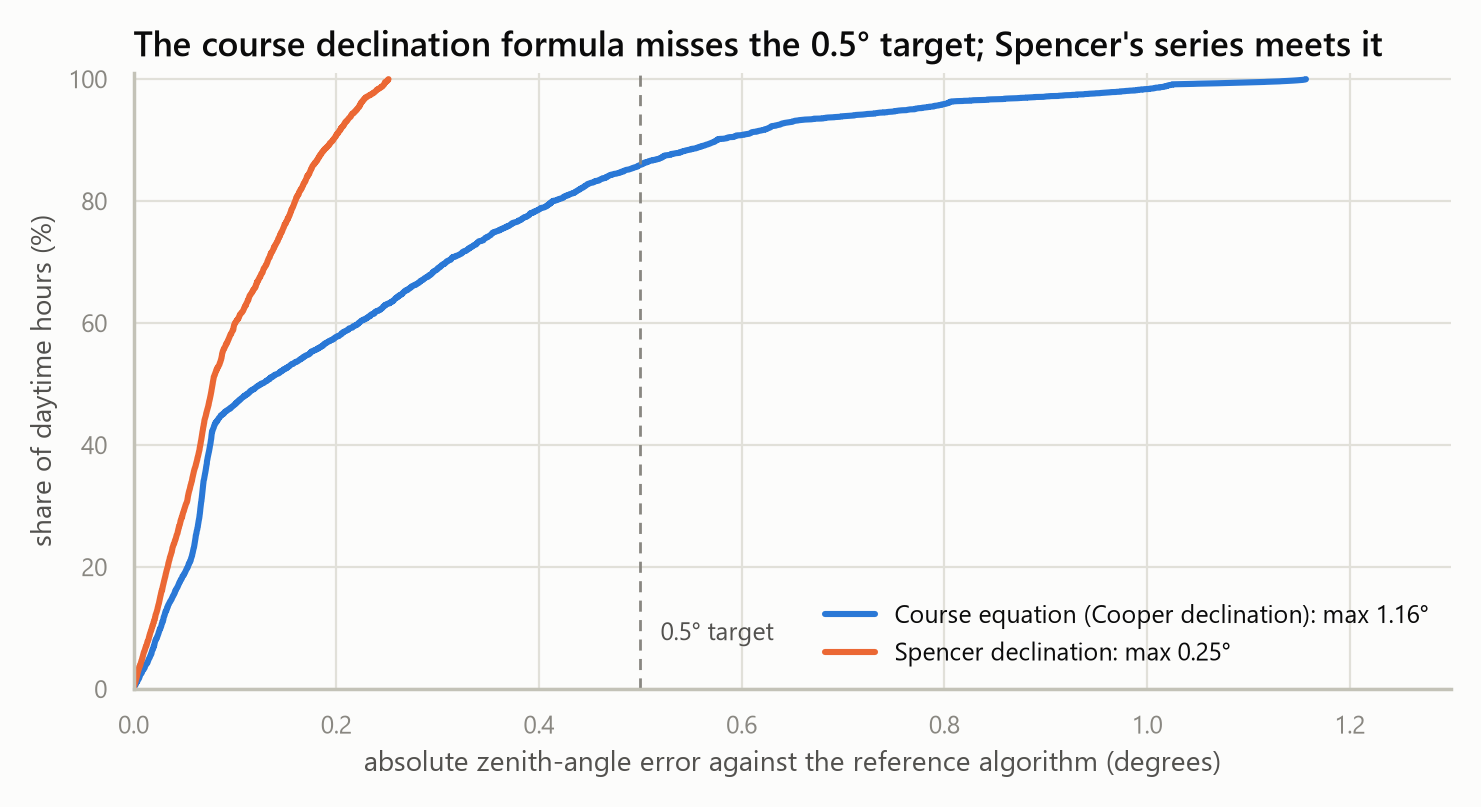 The course declination formula misses the 0.5° target; Spencer's series meets it
100
80
60
40
20
0
share of daytime hours (%)
0.5° target
Course equation (Cooper declination): max 1.16°
Spencer declination: max 0.25°
0.0 0.2 0.4 0.6 0.8 1.0 1.2
absolute zenith-angle error against the reference algorithm (degrees)